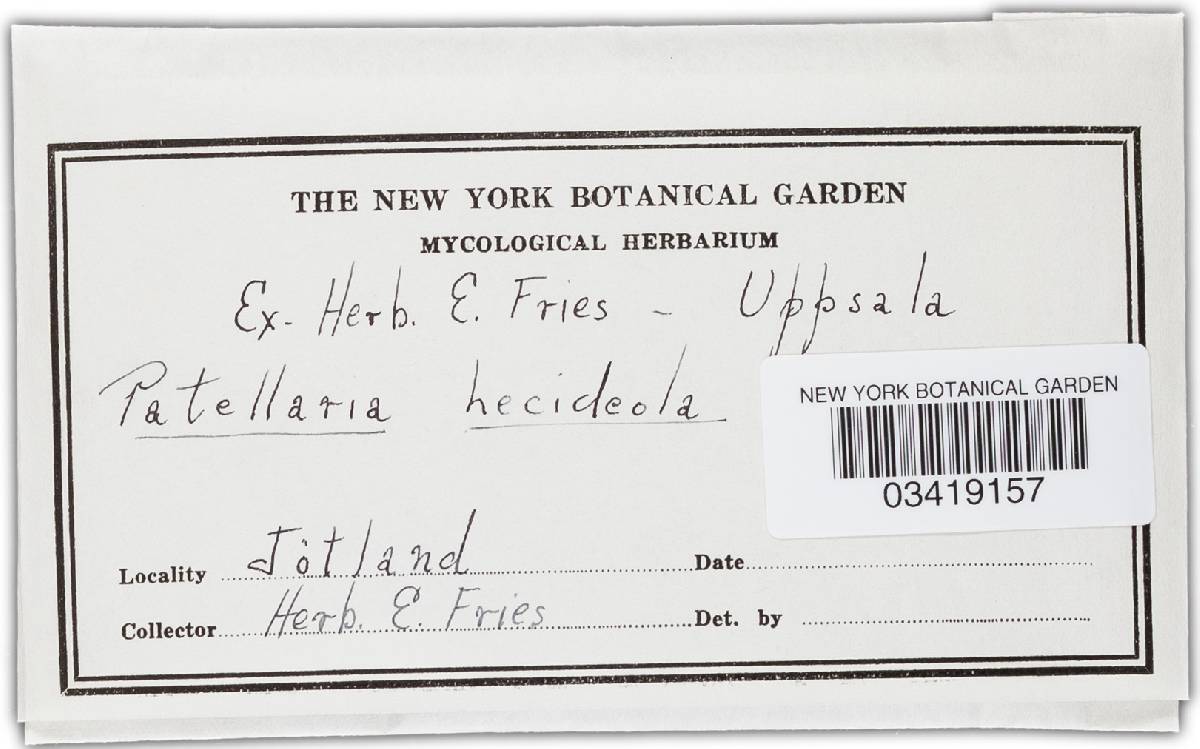 THE NEW YORK BOTANICAL GARDEN
MYCOLOGICAL HERBARIUM
Ex. Herb. E. Fries - Uppsala
Patellaria hecideola
NEW YORK BOTANICAL GARDEN
03419157
Locality Jötland Date
Collector Herb. E. Fries Det. by